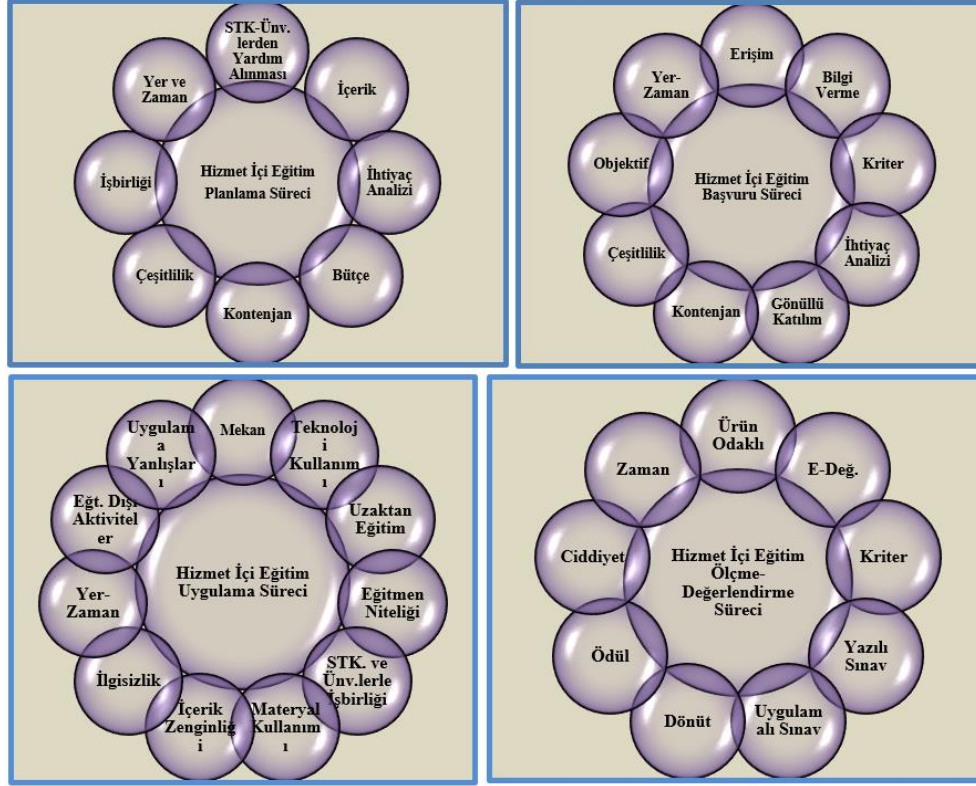 STK-Ünv.
lerden
Yardım
Alınması
İçerik
İhtiyaç
Analizi
Bütçe
Kontenjan
Çeşitlilik
İşbirliği
Yer ve
Zaman
Hizmet İçi Eğitim
Planlama Süreci
Erişim
Bilgi
Verme
Kriter
İhtiyaç
Analizi
Gönüllü
Katılım
Kontenjan
Çeşitlilik
Objektif
Yer-
Zaman
Hizmet İçi Eğitim
Başvuru Süreci
Mekan
Teknoloj
i
Kullanım
ı
Uzaktan
Eğitim
Eğitmen
Niteliği
STK. ve
Ünv.lerle
İşbirliği
Materyal
Kullanım
ı
İçerik
Zenginliğ
i
İlgisizlik
Yer-
Zaman
Eğt. Dışı
Aktivitel
er
Uygulam
a
Yanlışlar
ı
Hizmet İçi Eğitim
Uygulama Süreci
Ürün
Odaklı
E-Değ.
Kriter
Yazılı
Sınav
Uygulam
alı Sınav
Dönüt
Ödül
Ciddiyet
Zaman
Hizmet İçi Eğitim
Ölçme-
Değerlendirme
Süreci